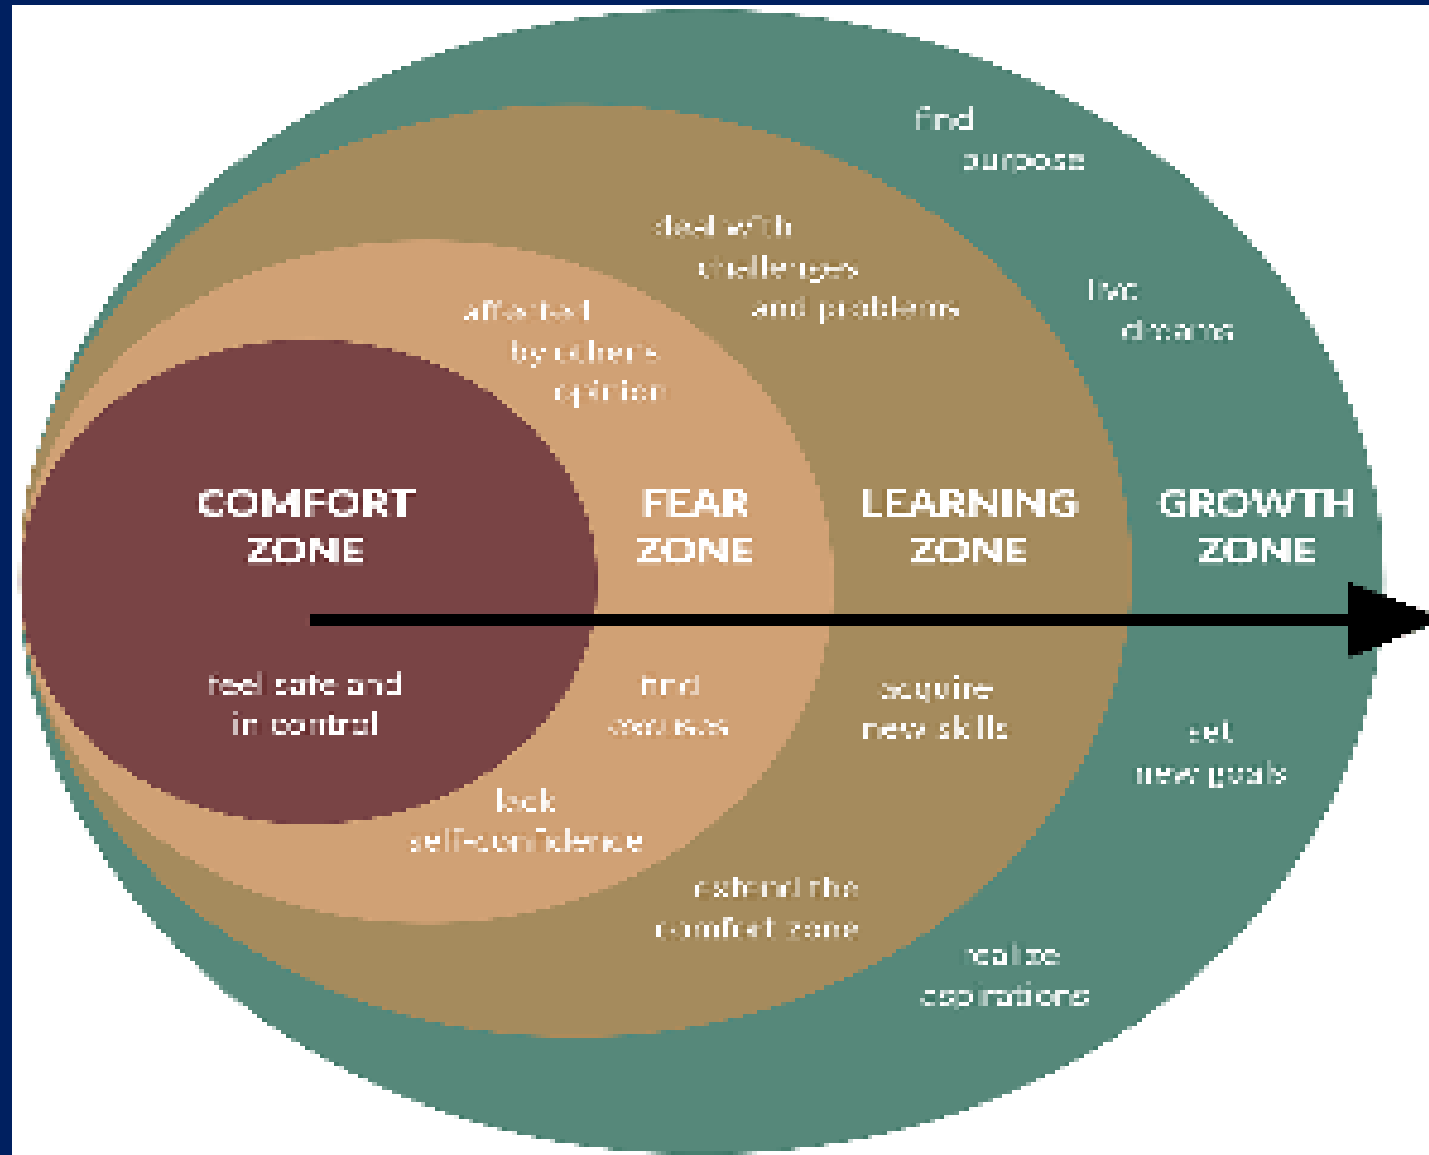 find
purpose
deal with
challenges
and problems
live
dreams
affected
by other's
opinion
COMFORT
ZONE
FEAR
ZONE
LEARNING
ZONE
GROWTH
ZONE
feel safe and
in control
find
excuses
acquire
new skills
set
new goals
lack
self-confidence
extend the
comfort zone
realize
aspirations